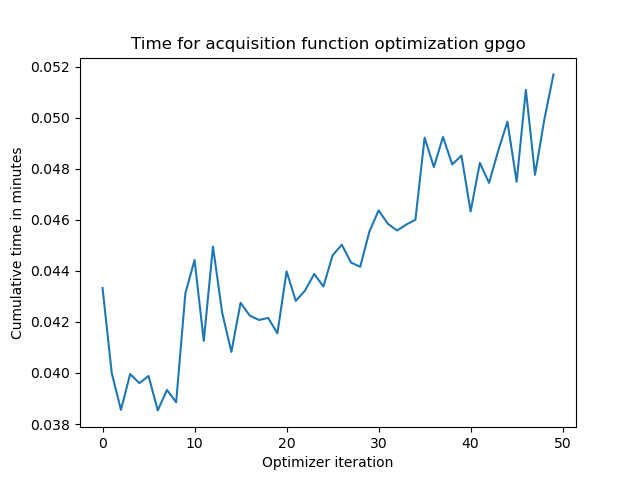 Time for acquisition function optimization gpgo
0.052
0.050
0.048
0.046
0.044
0.042
0.040
0.038
Cumulative time in minutes
0 10 20 30 40 50
Optimizer iteration